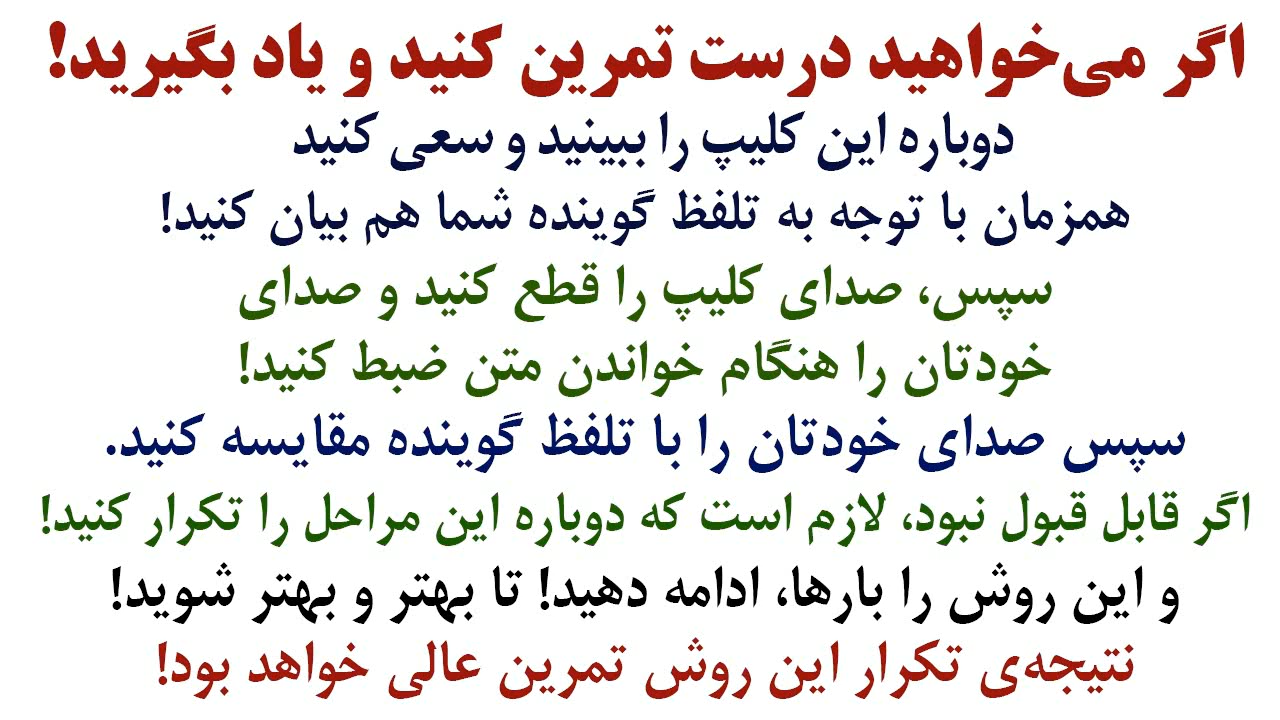 اگر می‌خواهید درست تمرین کنید و یاد بگیرید!
دوباره این کلیپ را ببینید و سعی کنید
همزمان با توجه به تلفظ گوینده شما هم بیان کنید!
سپس، صدای کلیپ را قطع کنید و صدای
خودتان را هنگام خواندن متن ضبط کنید!
سپس صدای خودتان را با تلفظ گوینده مقایسه کنید.
اگر قابل قبول نبود، لازم است که دوباره این مراحل را تکرار کنید!
و این روش را بارها، ادامه دهید! تا بهتر و بهتر شوید!
نتیجه‌ی تکرار این روش تمرین عالی خواهد بود!